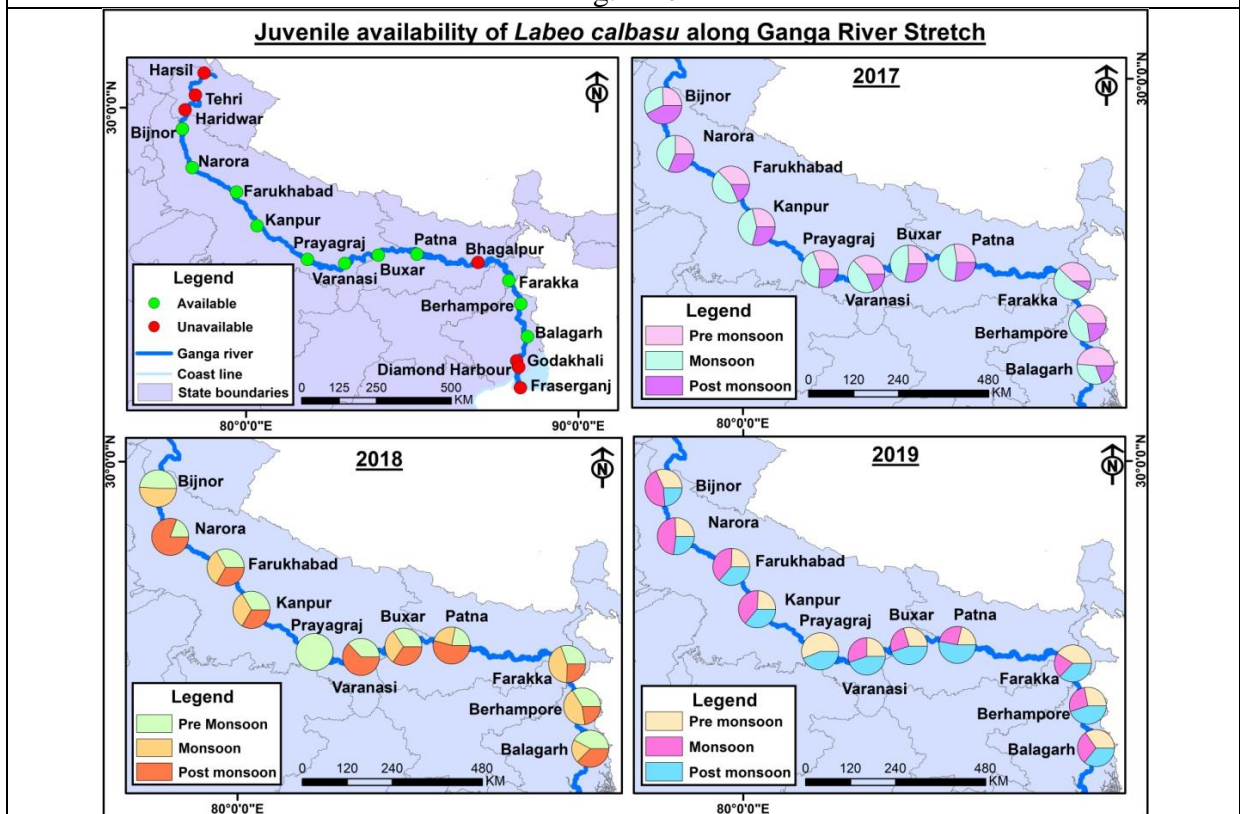 Juvenile availability of Labeo calbasu along Ganga River Stretch
Harsil
Tehri
Haridwar
Bijnor
Narora
Farukhabad
Kanpur
Prayagraj
Varanasi
Buxar
Patna
Bhagalpur
Farakka
Berhampore
Balagarh
Godakhali
Diamond Harbour
Fraserganj
N
30°0'0"N
Legend
Available
Unavailable
Ganga river
Coast line
State boundaries
0 125 250 500
KM
80°0'0"E
90°0'0"E
2017
N
30°0'0"N
Bijnor
Narora
Farukhabad
Kanpur
Prayagraj
Varanasi
Buxar
Patna
Farakka
Berhampore
Balagarh
Legend
Pre monsoon
Monsoon
Post monsoon
0 120 240 480
KM
80°0'0"E
2018
N
30°0'0"N
Bijnor
Narora
Farukhabad
Kanpur
Prayagraj
Varanasi
Buxar
Patna
Farakka
Berhampore
Balagarh
Legend
Pre Monsoon
Monsoon
Post monsoon
0 120 240 480
KM
80°0'0"E
2019
N
30°0'0"N
Bijnor
Narora
Farukhabad
Kanpur
Prayagraj
Varanasi
Buxar
Patna
Farakka
Berhampore
Balagarh
Legend
Pre monsoon
Monsoon
Post monsoon
0 120 240 480
KM
80°0'0"E